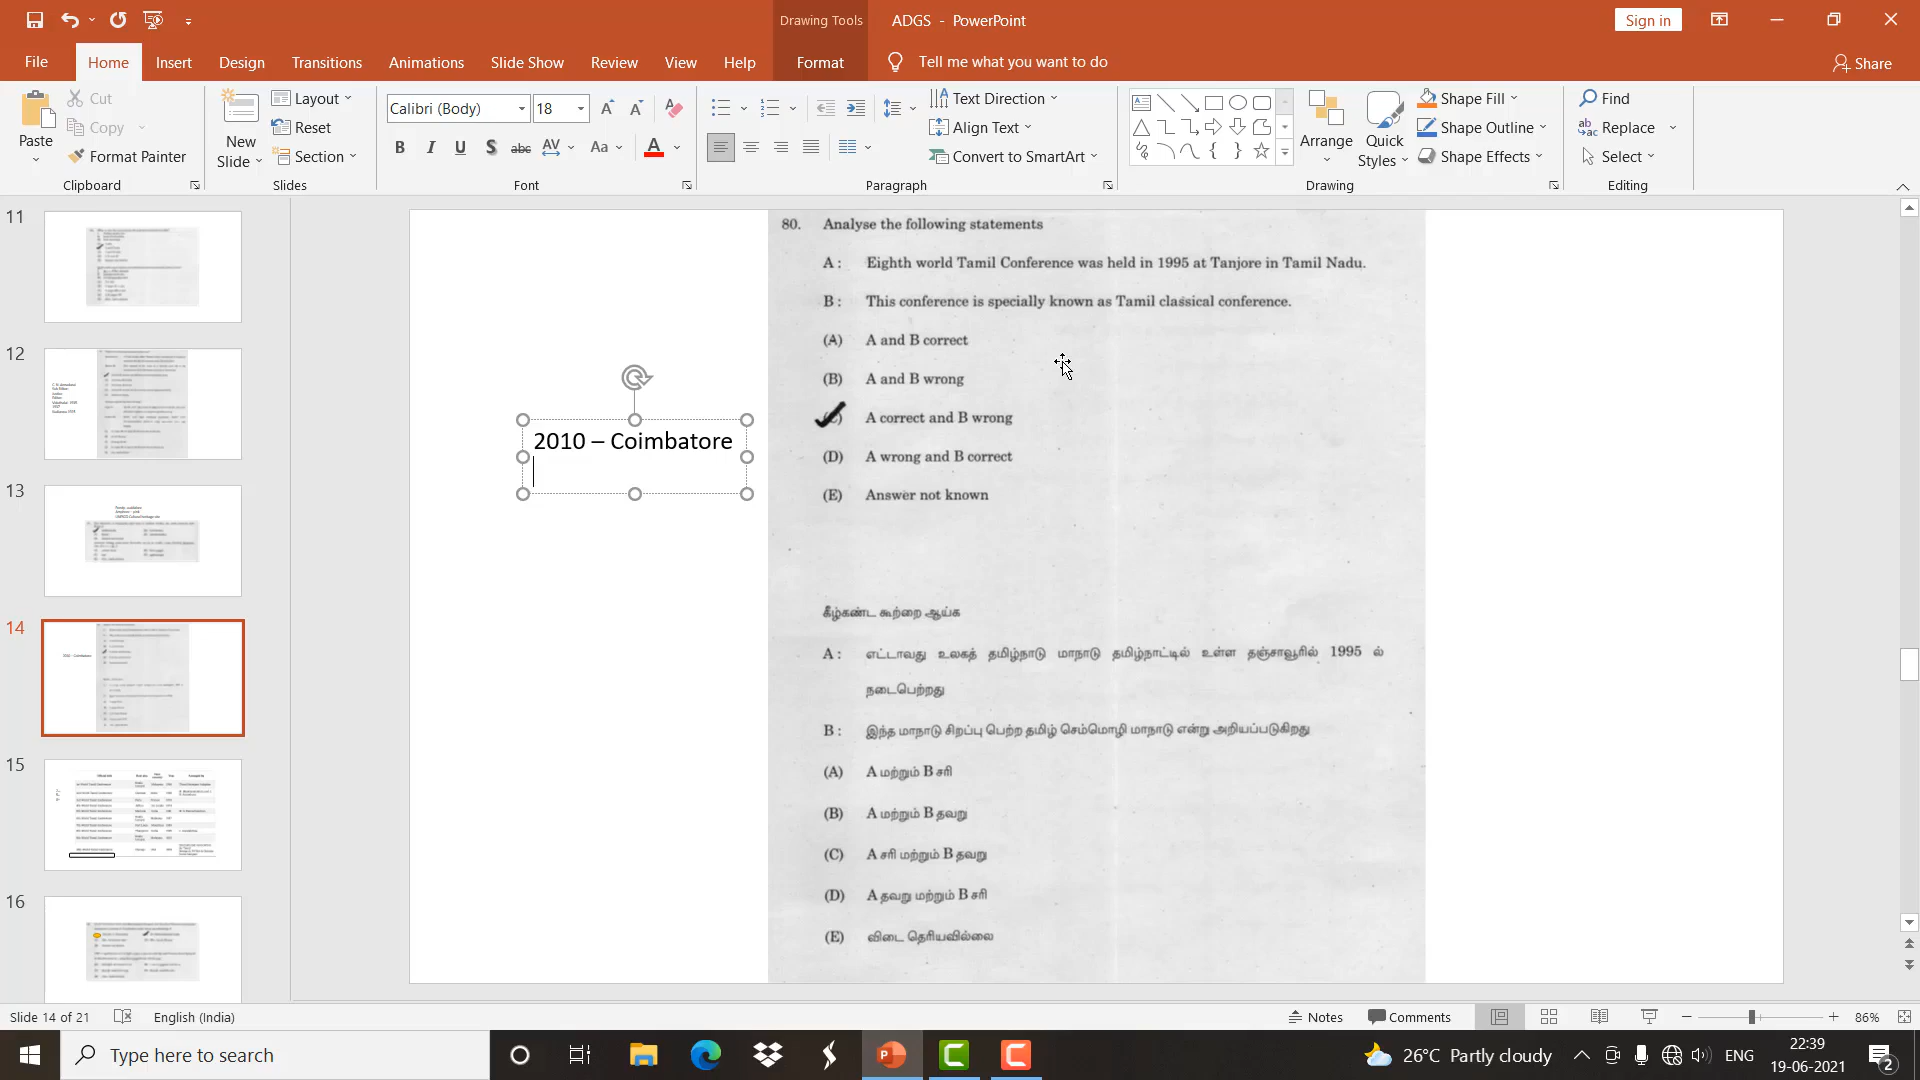 Drawing Tools
ADGS - PowerPoint
Sign in
File
Home
Insert
Design
Transitions
Animations
Slide Show
Review
View
Help
Format
Tell me what you want to do
Share
Paste
Cut
Copy
Format Painter
Clipboard
New Slide
Layout
Reset
Section
Slides
Calibri (Body)
18
Font
Paragraph
Text Direction
Align Text
Convert to SmartArt
Arrange
Quick Styles
Shape Fill
Shape Outline
Shape Effects
Drawing
Find
Replace
Select
Editing
11
12
13
14
15
16
2010 – Coimbatore
80. Analyse the following statements
A : Eighth world Tamil Conference was held in 1995 at Tanjore in Tamil Nadu.
B : This conference is specially known as Tamil classical conference.
(A) A and B correct
(B) A and B wrong
(C) A correct and B wrong
(D) A wrong and B correct
(E) Answer not known
கீழ்கண்ட கூற்றை ஆய்க
A : எட்டாவது உலகத் தமிழ்நாடு மாநாடு தமிழ்நாட்டில் உள்ள தஞ்சாவூரில் 1995 ல்
நடைபெற்றது
B : இந்த மாநாடு சிறப்பு பெற்ற தமிழ் செம்மொழி மாநாடு என்று அறியப்படுகிறது
(A) A மற்றும் B சரி
(B) A மற்றும் B தவறு
(C) A சரி மற்றும் B தவறு
(D) A தவறு மற்றும் B சரி
(E) விடை தெரியவில்லை
Slide 14 of 21
English (India)
Notes
Comments
86%
Type here to search
26°C Partly cloudy
ENG
22:39
19-06-2021
2